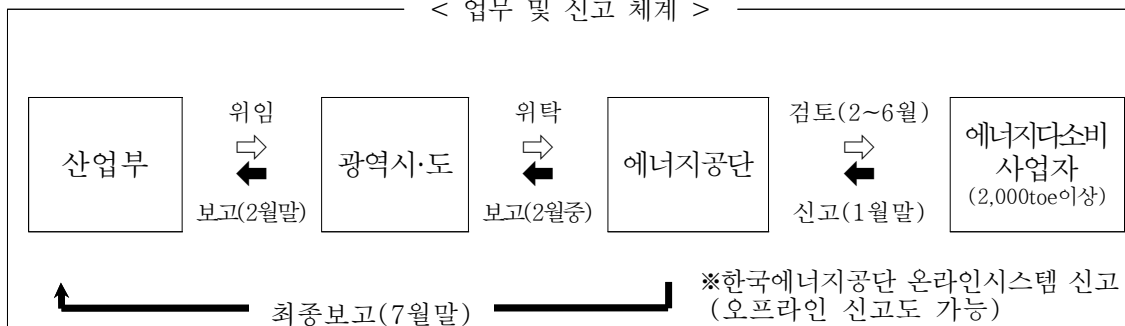 < 업무 및 신고 체계 >
위임
위탁
검토(2~6월)
산업부
광역시·도
에너지공단
에너지다소비
사업자
(2,000toe이상)
보고(2월말)
보고(2월중)
신고(1월말)
최종보고(7월말)
※한국에너지공단 온라인시스템 신고
(오프라인 신고도 가능)